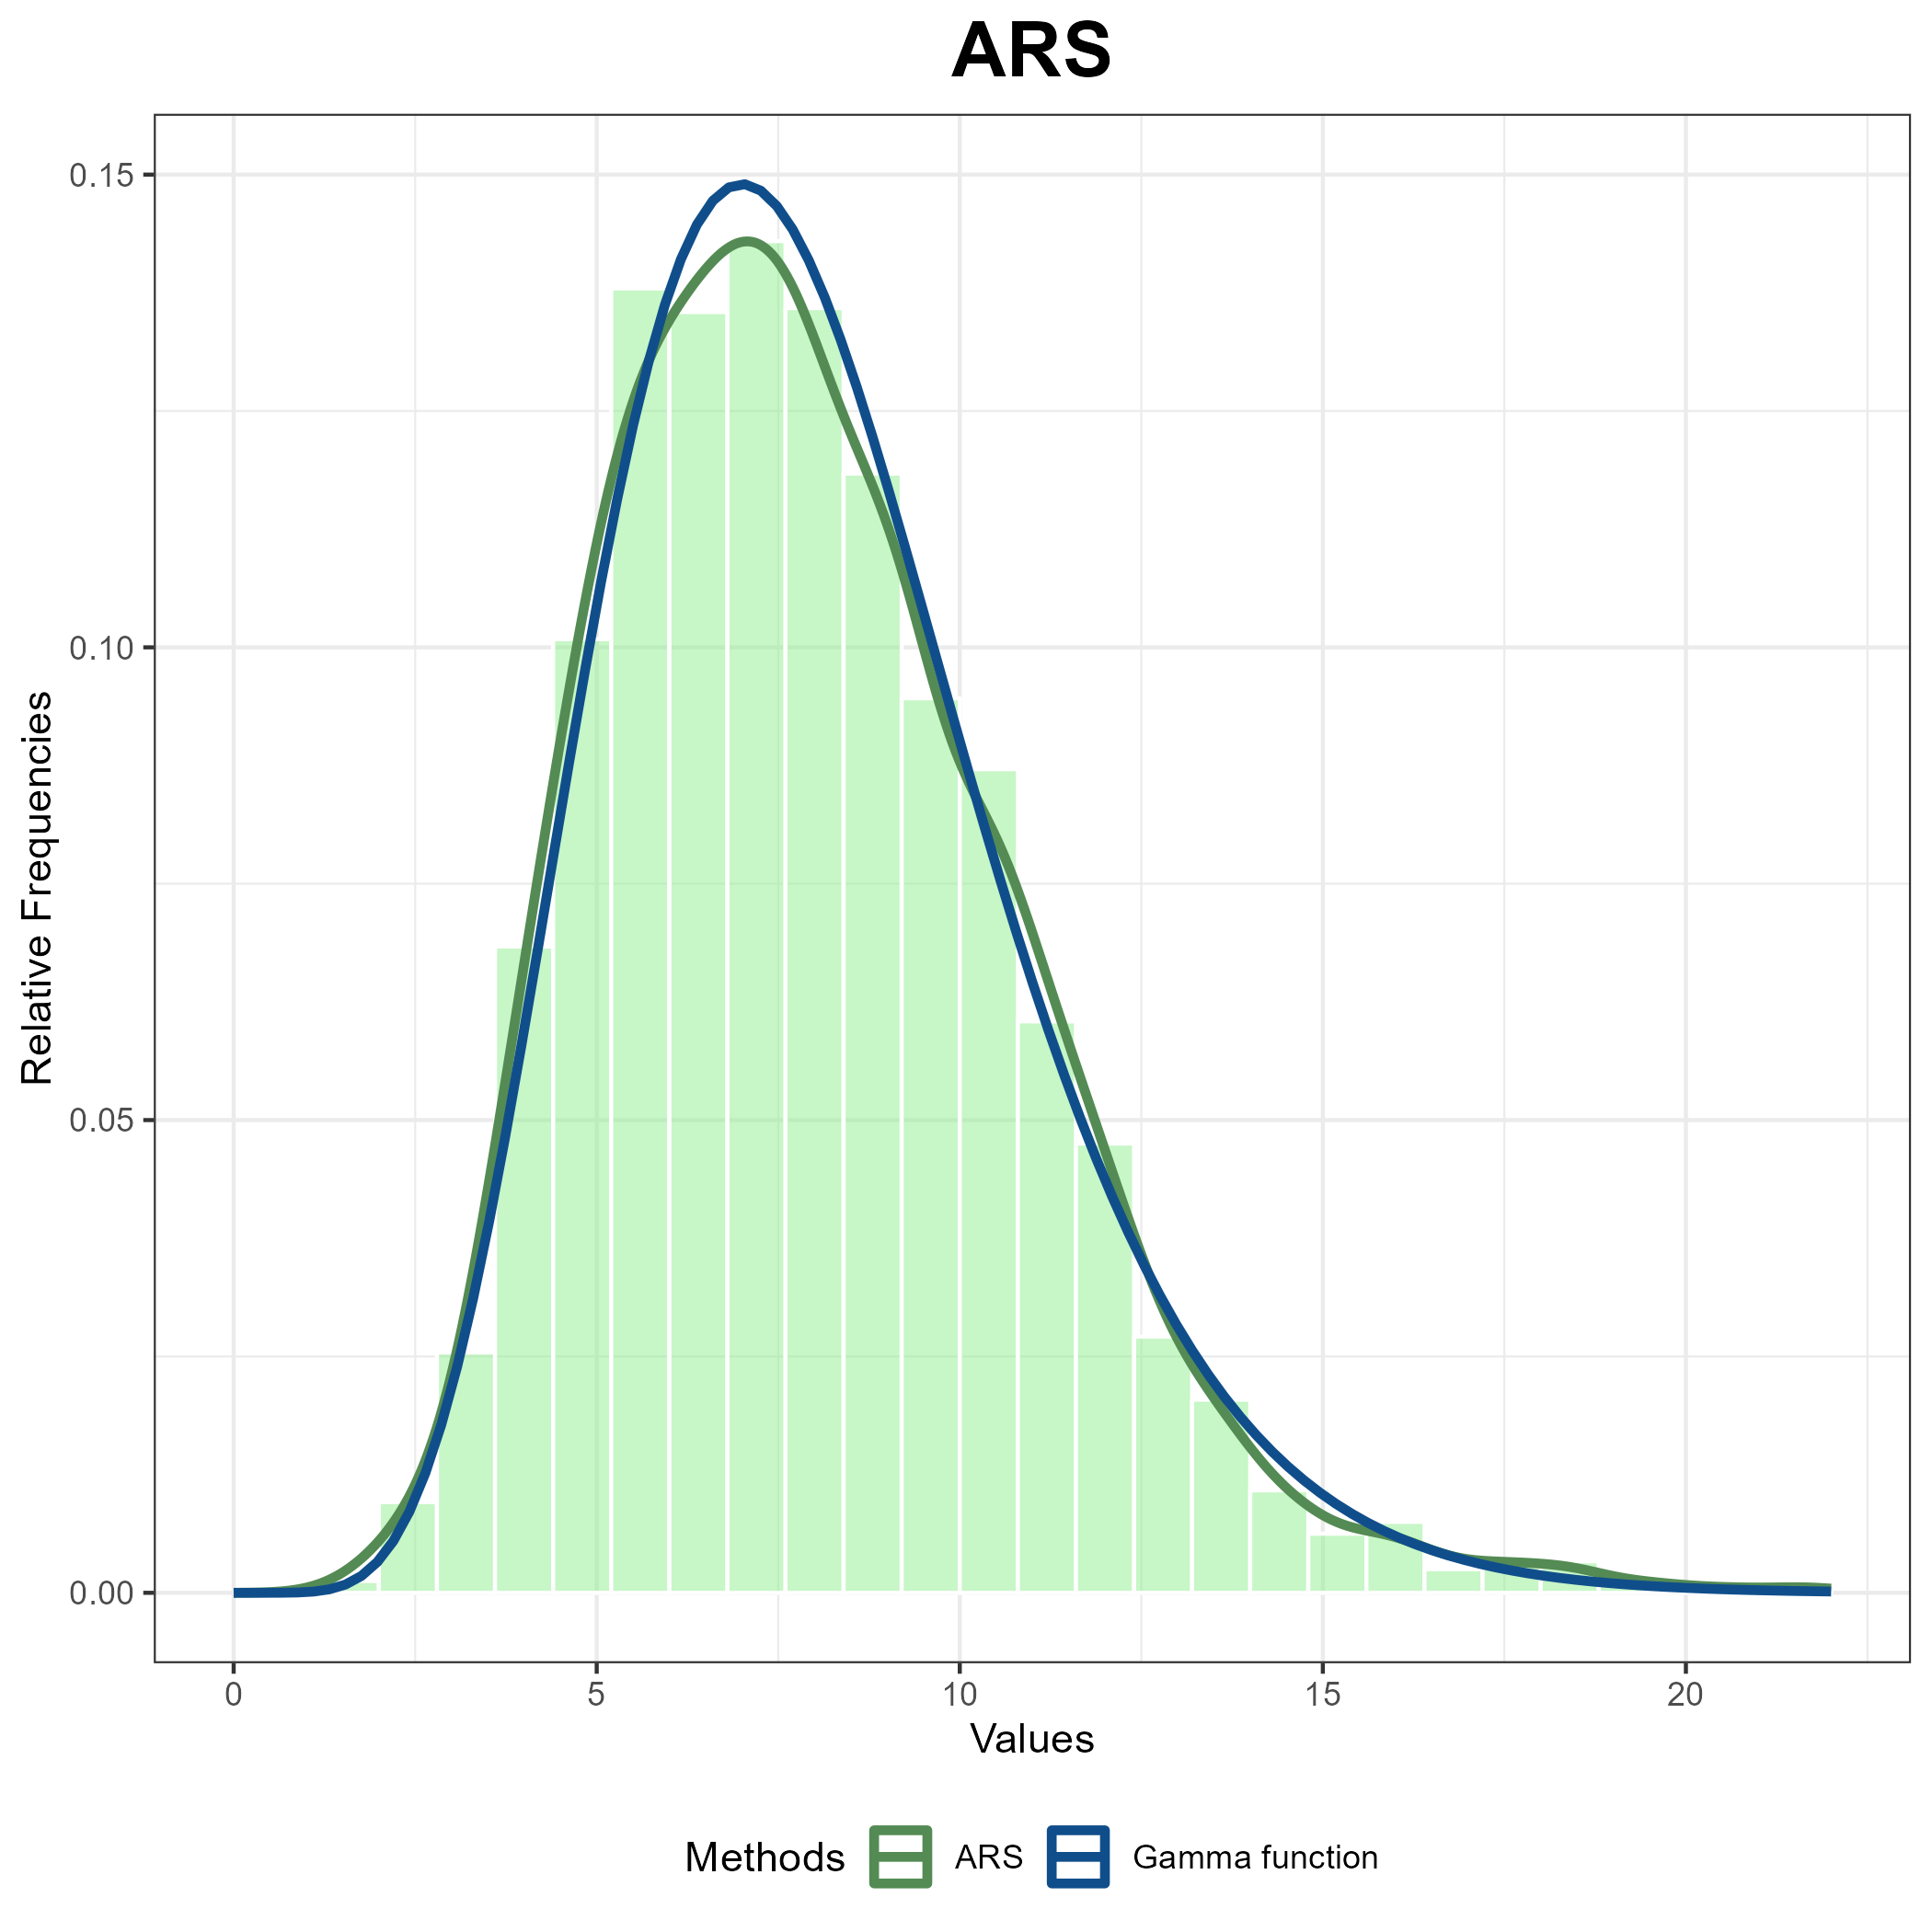 ARS
Relative Frequencies
0.15
0.10
0.05
0.00
0 5 10 15 20
Values
Methods ARS Gamma function